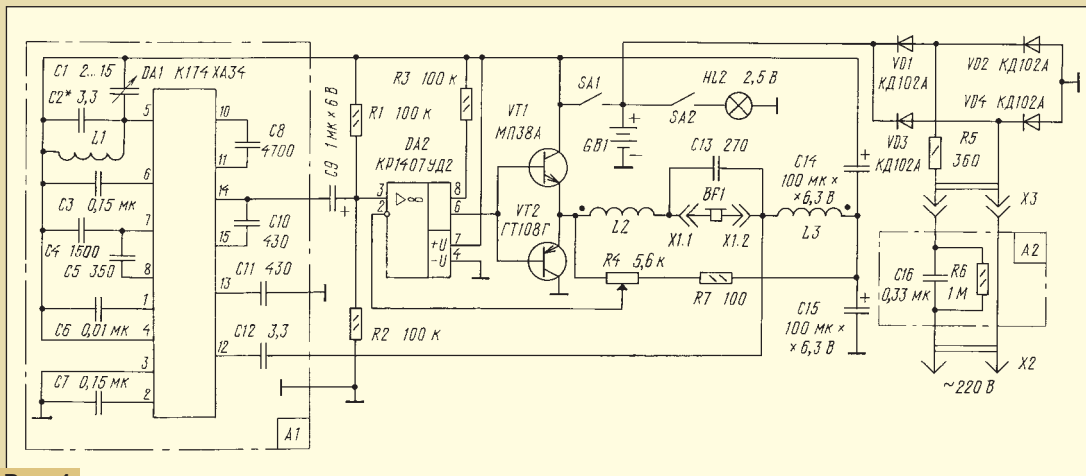 C1 2...15
DA1 К174ХА34
C2* 3,3
L1
5
10
C8
4700
11
6
C3
0,15 мк
14
7
C10
430
15
C4 1500
C5 350
8
C11 430
13
1
C6 0,01 мк
4
C12 3,3
12
3
C7 0,15 мк
2
A1
C9 1мк × 6 В
R1 100 к
R2 100 к
R3 100 к
DA2
КР1407УД2
3
2
▷∞
8
6
+U
7
-U
4
VT1
МП38А
VT2
ГТ108Г
SA1
SA2
HL2 2,5 В
GB1
C13 270
BF1
L2
X1.1
X1.2
L3
R4 5,6 к
R7 100
C14
100 мк ×
× 6,3 В
C15
100 мк ×
× 6,3 В
VD1
КД102А
VD2 КД102А
VD4 КД102А
VD3
КД102А
R5
360
X3
A2
C16
0,33 мк
R6
1 М
X2
~220 В